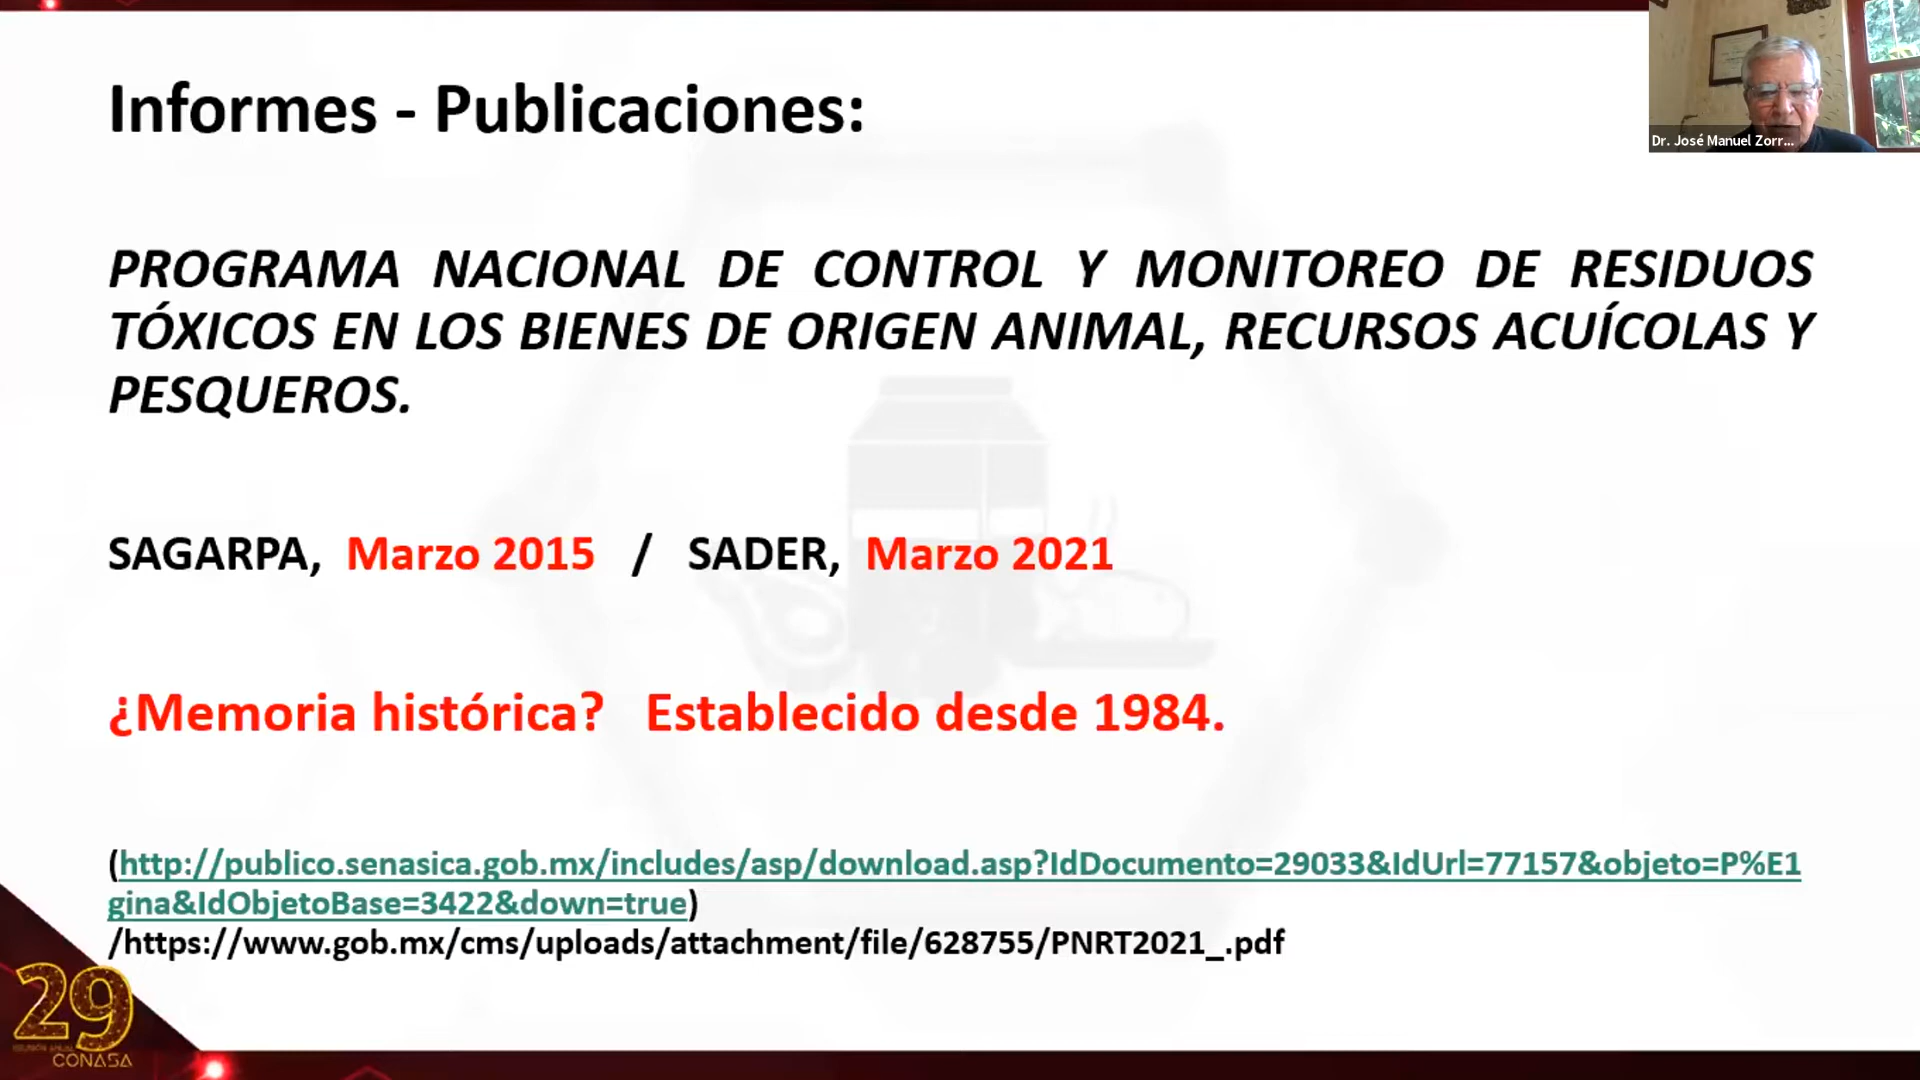 Informes - Publicaciones:
Dr. José Manuel Zorr...
PROGRAMA NACIONAL DE CONTROL Y MONITOREO DE RESIDUOS
TÓXICOS EN LOS BIENES DE ORIGEN ANIMAL, RECURSOS ACUÍCOLAS Y
PESQUEROS.
SAGARPA, Marzo 2015 / SADER, Marzo 2021
¿Memoria histórica? Establecido desde 1984.
(http://publico.senasica.gob.mx/includes/asp/download.asp?IdDocumento=29033&IdUrl=77157&objeto=P%E1
gina&IdObjetoBase=3422&down=true)
/https://www.gob.mx/cms/uploads/attachment/file/628755/PNRT2021_.pdf
29
REUNIÓN ANUAL
CONASA